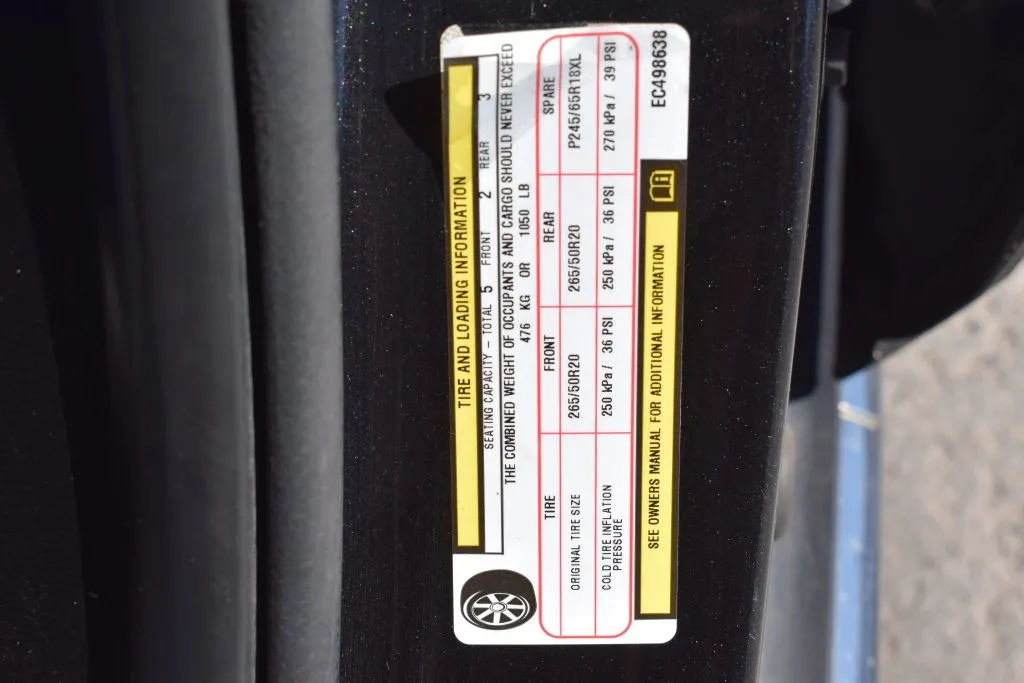 TIRE AND LOADING INFORMATION
SEATING CAPACITY – TOTAL 5 FRONT 2 REAR 3
THE COMBINED WEIGHT OF OCCUPANTS AND CARGO SHOULD NEVER EXCEED
476 KG OR 1050 LB
TIRE FRONT REAR SPARE
ORIGINAL TIRE SIZE 265/50R20 265/50R20 P245/65R18XL
COLD TIRE INFLATION PRESSURE 250 kPa / 36 PSI 250 kPa / 36 PSI 270 kPa / 39 PSI
SEE OWNERS MANUAL FOR ADDITIONAL INFORMATION
EC498638